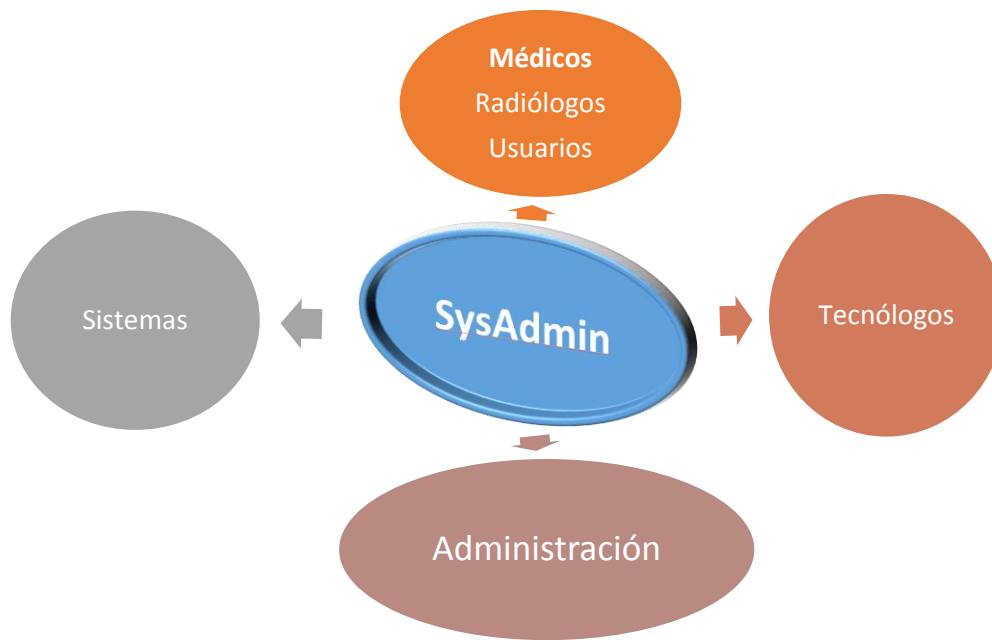 Médicos
Radiólogos
Usuarios
Sistemas
SysAdmin
Tecnólogos
Administración